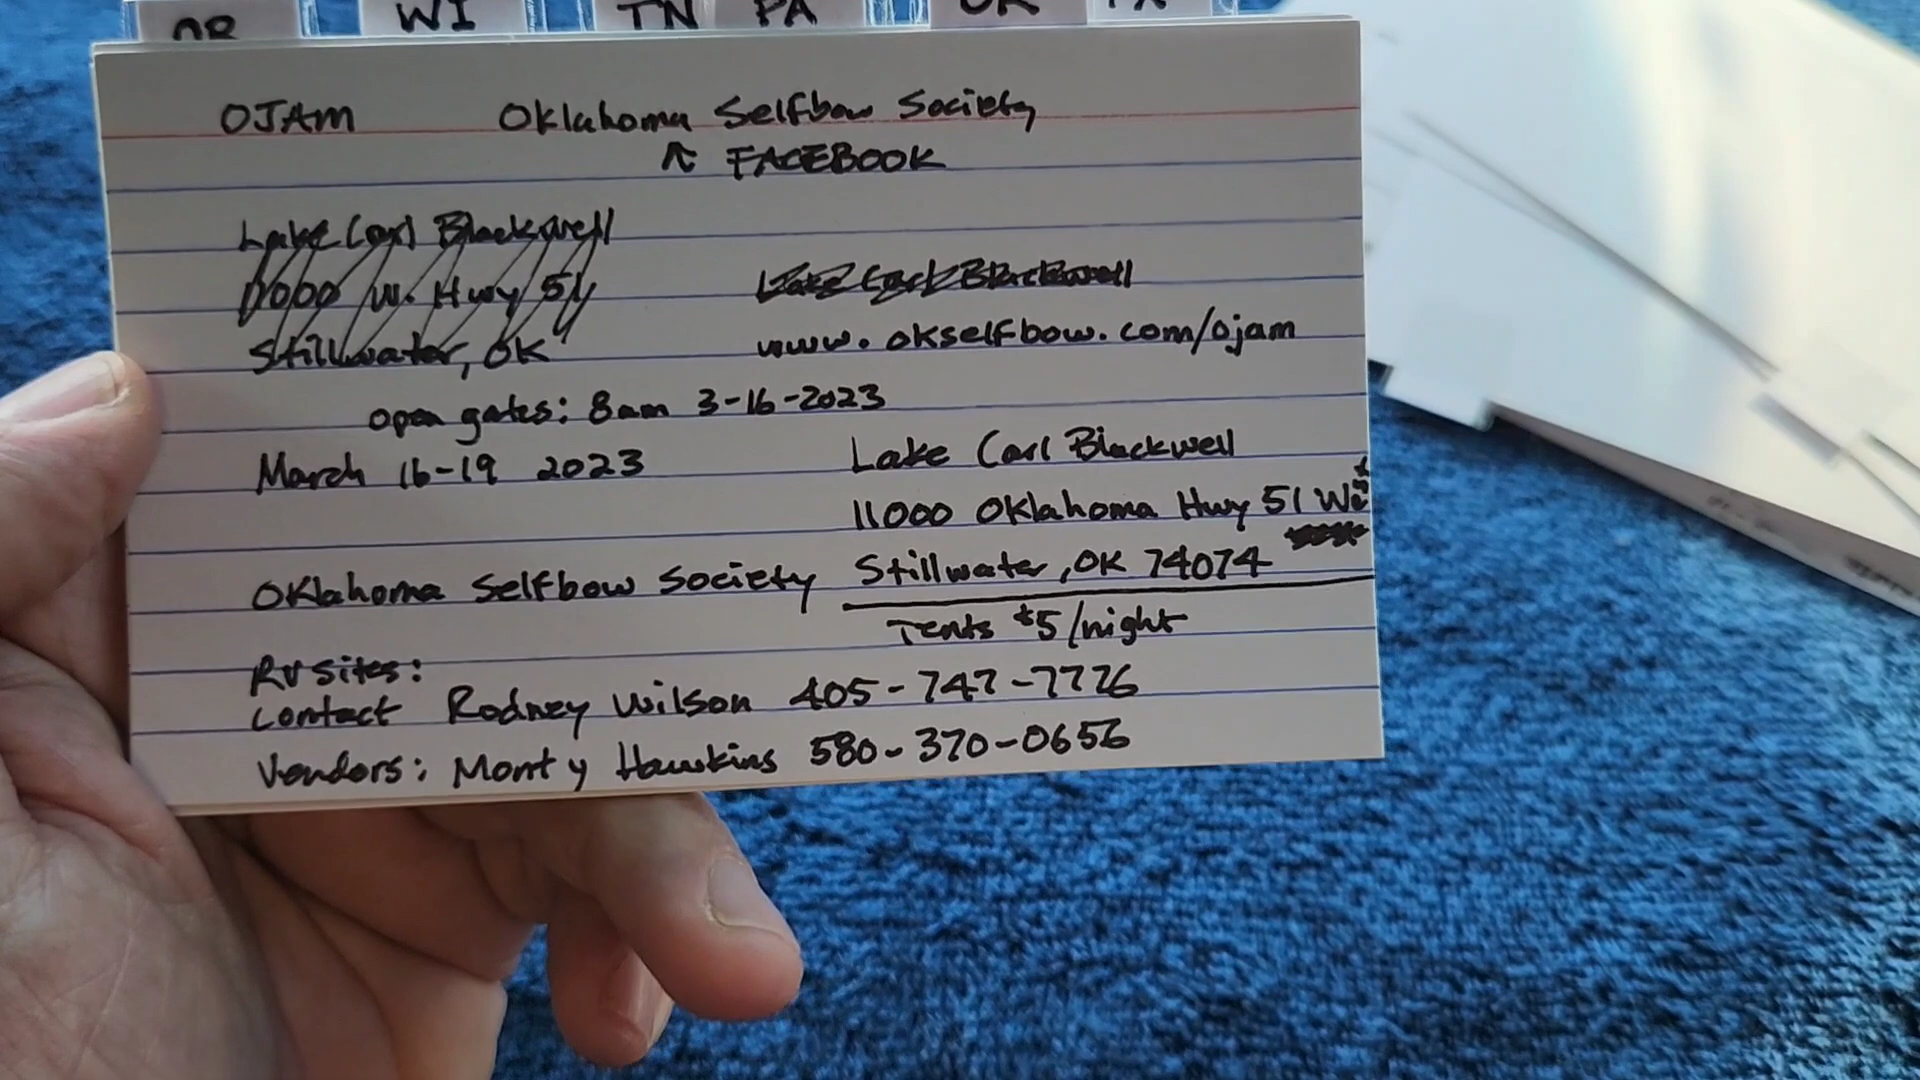 OR WI TN PA OK
OJAM Oklahoma Selfbow Society
↖ FACEBOOK
Lake Carl Blackwell
11000 W. Hwy 51
Lake Carl Blackwell
Stillwater, OK
www.okselfbow.com/ojam
open gates: 8am 3-16-2023
March 16-19 2023
Lake Carl Blackwell
11000 Oklahoma Hwy 51 West
Oklahoma Selfbow Society
Stillwater, OK 74074
Tents $5/night
RV sites:
contact Rodney Wilson 405-747-7726
Vendors: Monty Hawkins 580-370-0656